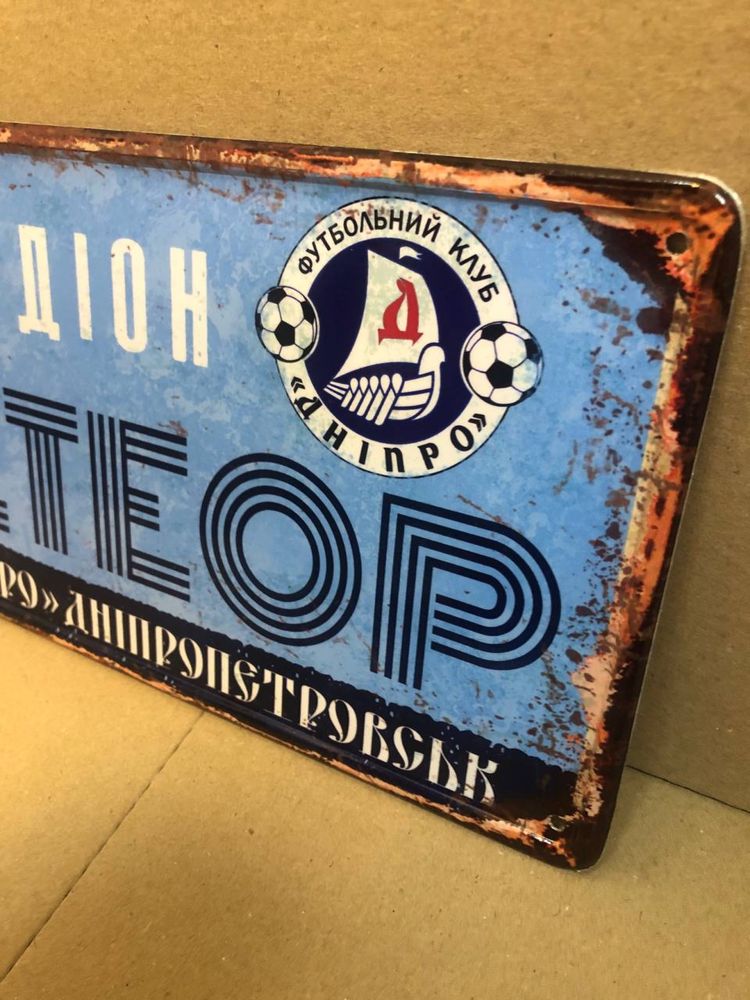 ДІОН
ФУТБОЛЬНИЙ КЛУБ
Д
«ДНІПРО»
ТЕОР
РО» ДНІПРОПЕТРОВСЬК